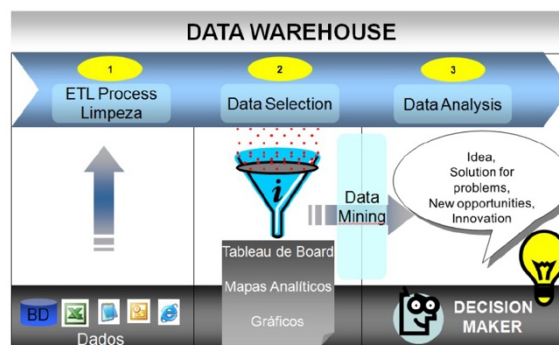 DATA WAREHOUSE
1
ETL Process
Limpeza
2
Data Selection
3
Data Analysis
i
Data
Mining
Idea,
Solution for
problems,
New opportunities,
Innovation
Tableau de Board
Mapas Analíticos
Gráficos
BD
Dados
DECISION
MAKER